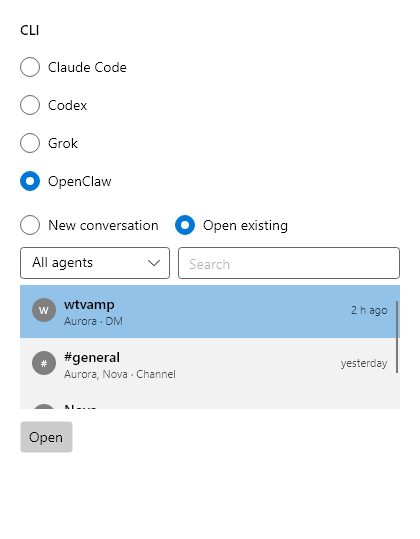 CLI
Claude Code
Codex
Grok
OpenClaw
New conversation Open existing
All agents Search
W wtvamp 2 h ago
Aurora · DM
# #general yesterday
Aurora, Nova · Channel
Open